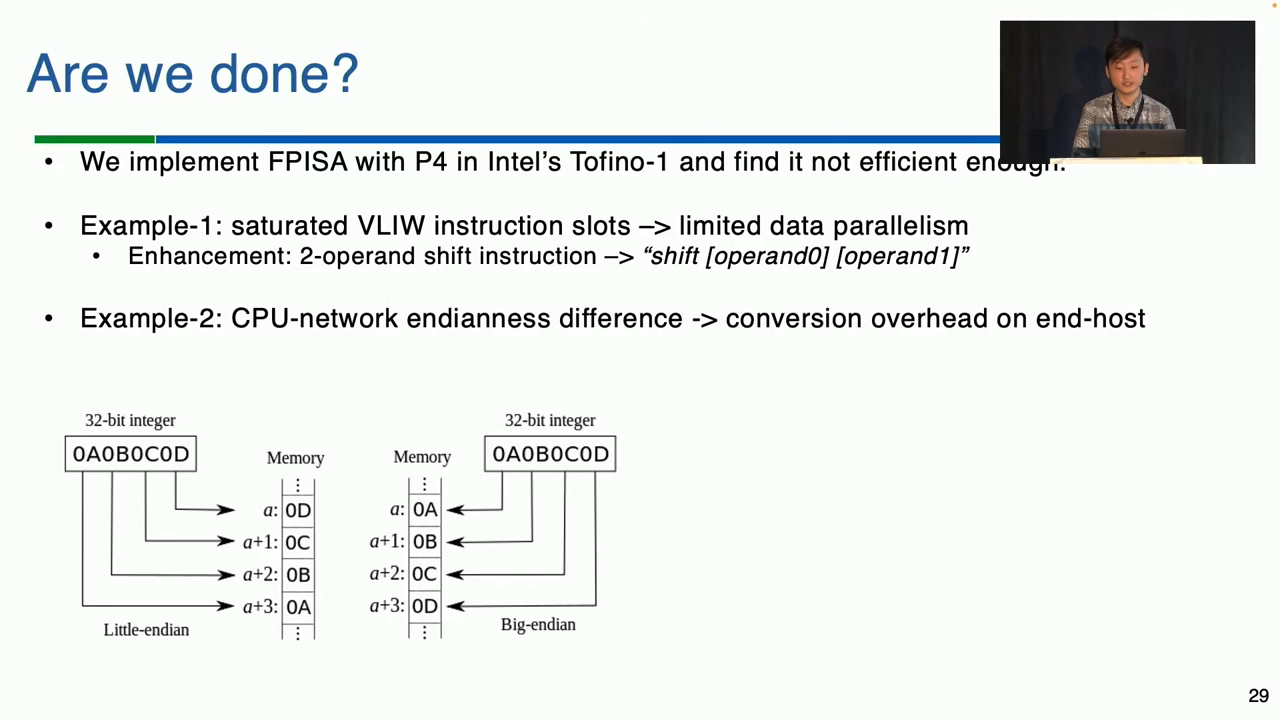 Are we done?
• We implement FPISA with P4 in Intel's Tofino-1 and find it not efficient enough.
• Example-1: saturated VLIW instruction slots –> limited data parallelism
• Enhancement: 2-operand shift instruction –> “shift [operand0] [operand1]”
• Example-2: CPU-network endianness difference -> conversion overhead on end-host
32-bit integer
0A0B0C0D
Memory
⋮
a: 0D
a+1: 0C
a+2: 0B
a+3: 0A
⋮
Little-endian
32-bit integer
0A0B0C0D
Memory
⋮
a: 0A
a+1: 0B
a+2: 0C
a+3: 0D
⋮
Big-endian
29